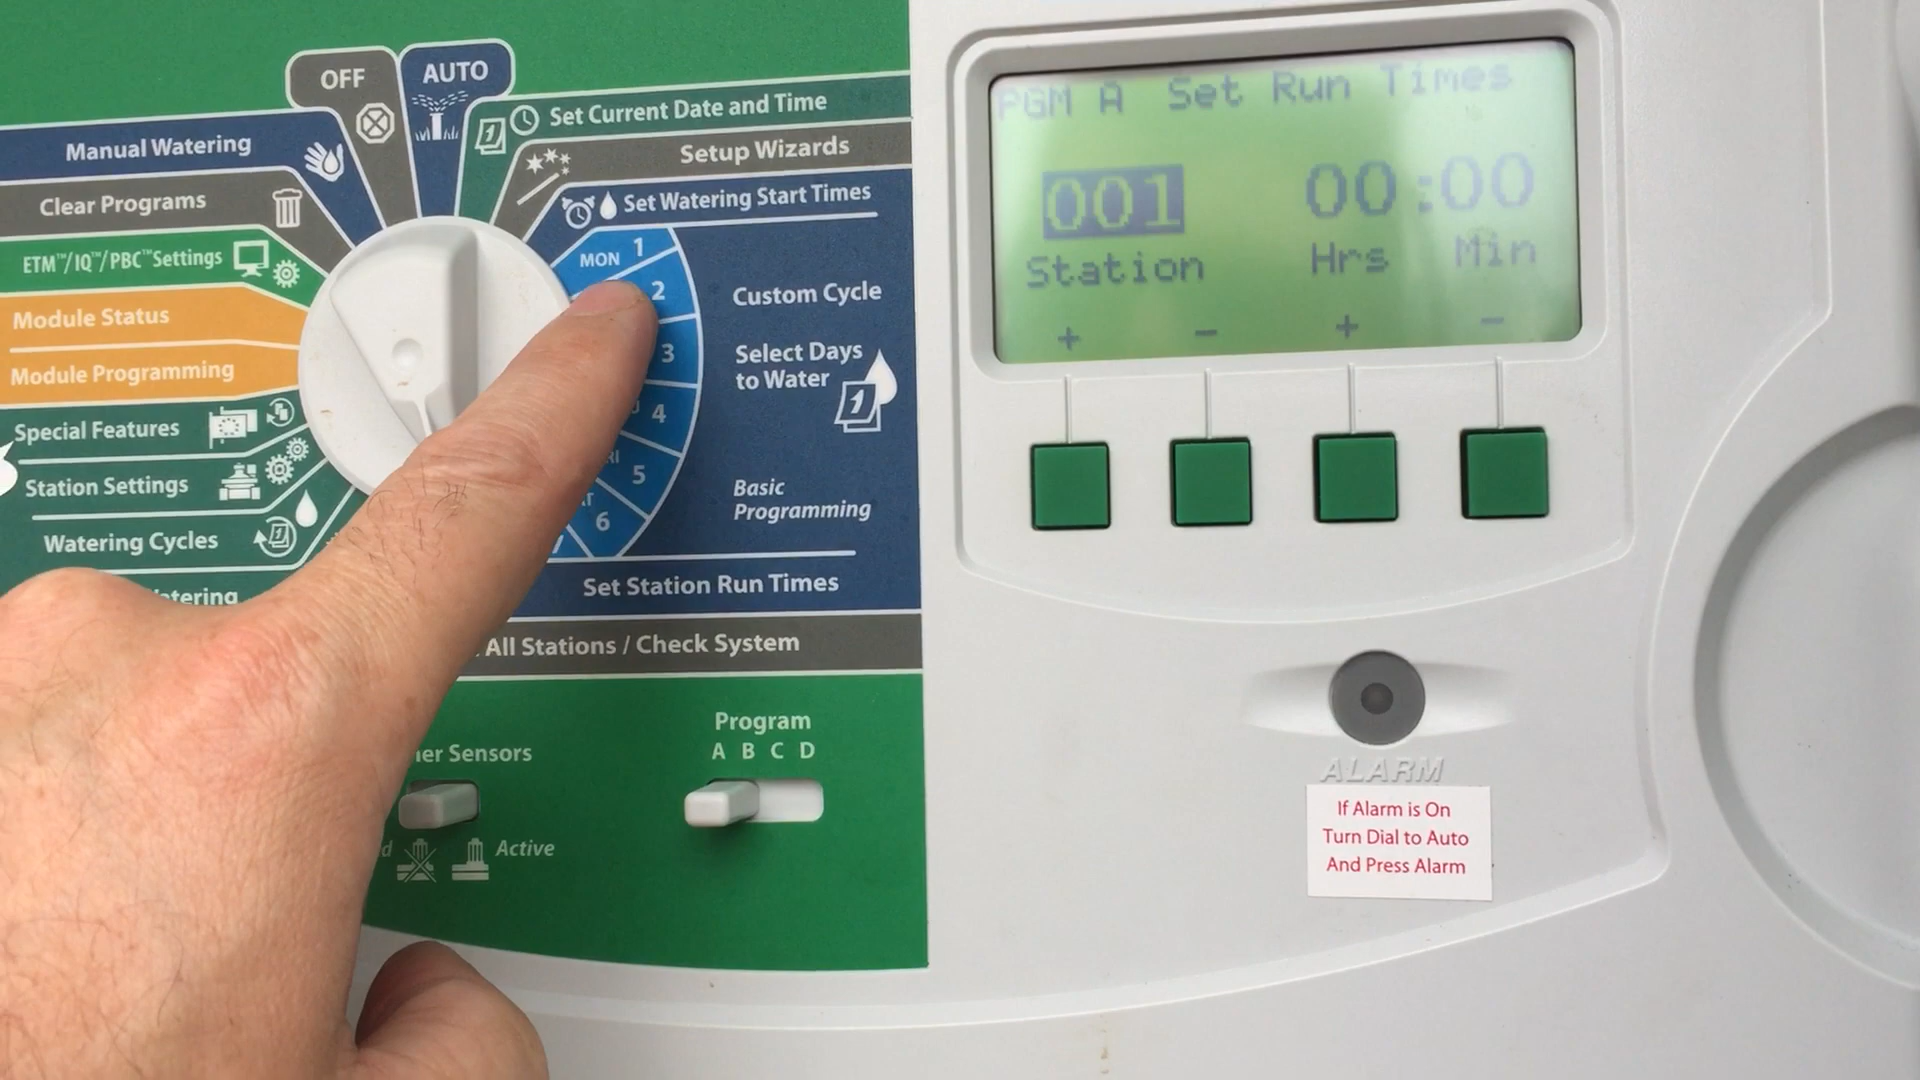 OFF
AUTO
Set Current Date and Time
Setup Wizards
Set Watering Start Times
Manual Watering
Clear Programs
ETM™/IQ™/PBC™Settings
Module Status
Module Programming
Special Features
Station Settings
Watering Cycles
MON 1
2
3
4
5
6
Custom Cycle
Select Days
to Water
Basic
Programming
Set Station Run Times
All Stations / Check System
Sensors
Active
Program
A B C D
PGM A Set Run Times
001 00:00
Station Hrs Min
+ - + -
ALARM
If Alarm is On
Turn Dial to Auto
And Press Alarm